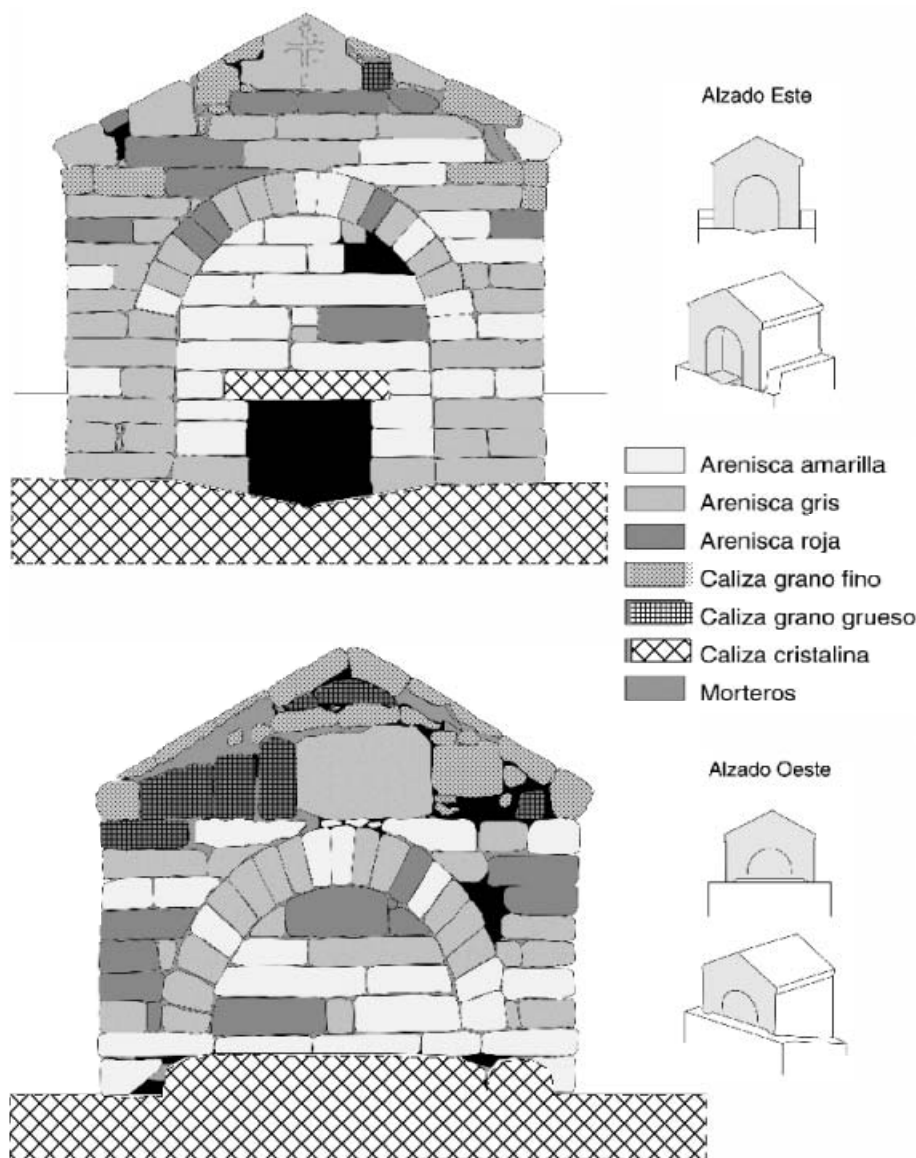 Alzado Este
Arenisca amarilla
Arenisca gris
Arenisca roja
Caliza grano fino
Caliza grano grueso
Caliza cristalina
Morteros
Alzado Oeste